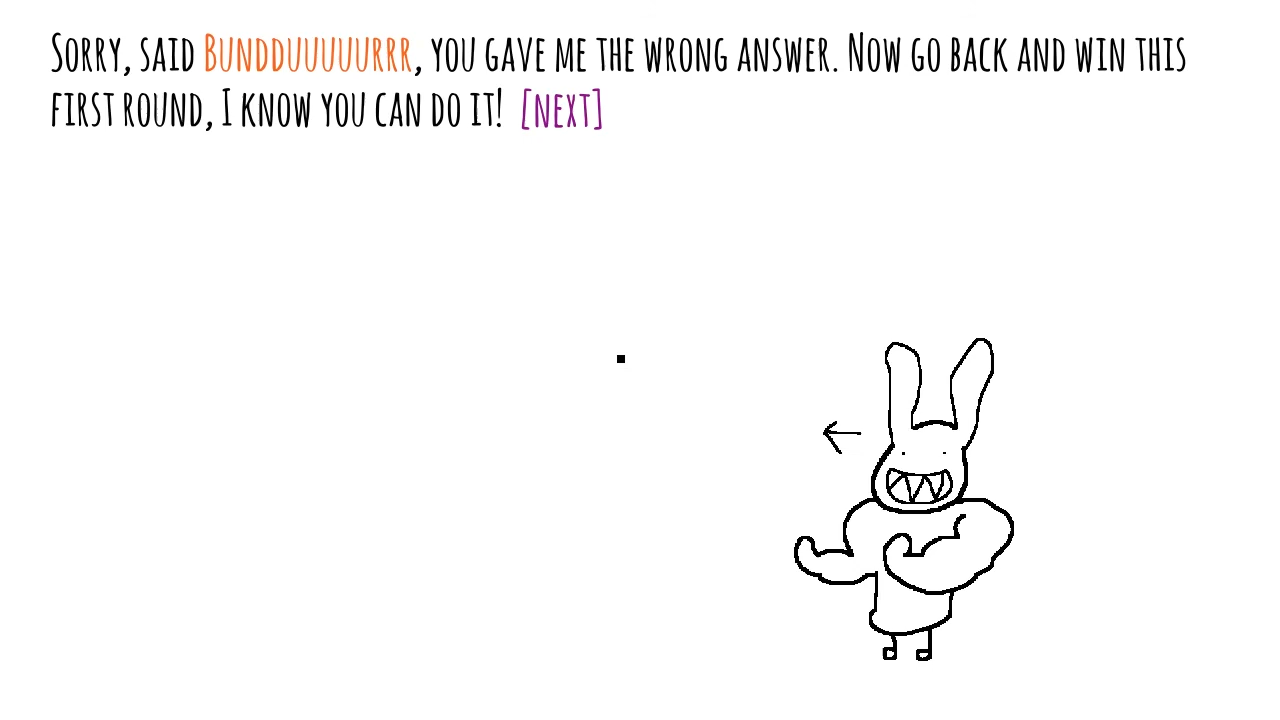 Sorry, said Bundduuuuurrr, you gave me the wrong answer. Now go back and win this
first round, I know you can do it! [next]